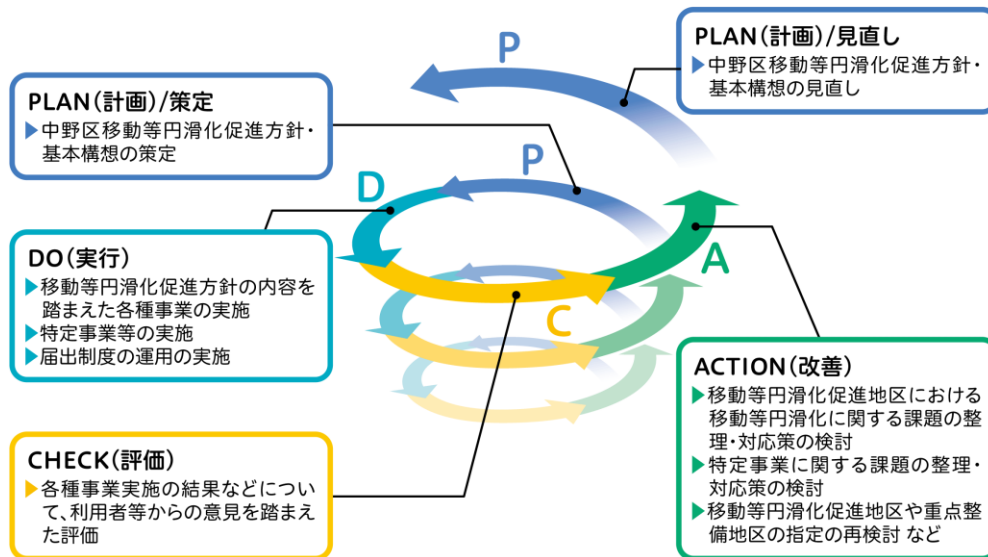 P
PLAN(計画)/見直し
▶中野区移動等円滑化促進方針・
基本構想の見直し
PLAN(計画)/策定
▶中野区移動等円滑化促進方針・
基本構想の策定
P
D
A
C
DO(実行)
▶移動等円滑化促進方針の内容を
踏まえた各種事業の実施
▶特定事業等の実施
▶届出制度の運用の実施
CHECK(評価)
▶各種事業実施の結果などについ
て、利用者等からの意見を踏まえ
た評価
ACTION(改善)
▶移動等円滑化促進地区における
移動等円滑化に関する課題の整
理・対応策の検討
▶特定事業に関する課題の整理・
対応策の検討
▶移動等円滑化促進地区や重点整
備地区の指定の再検討 など